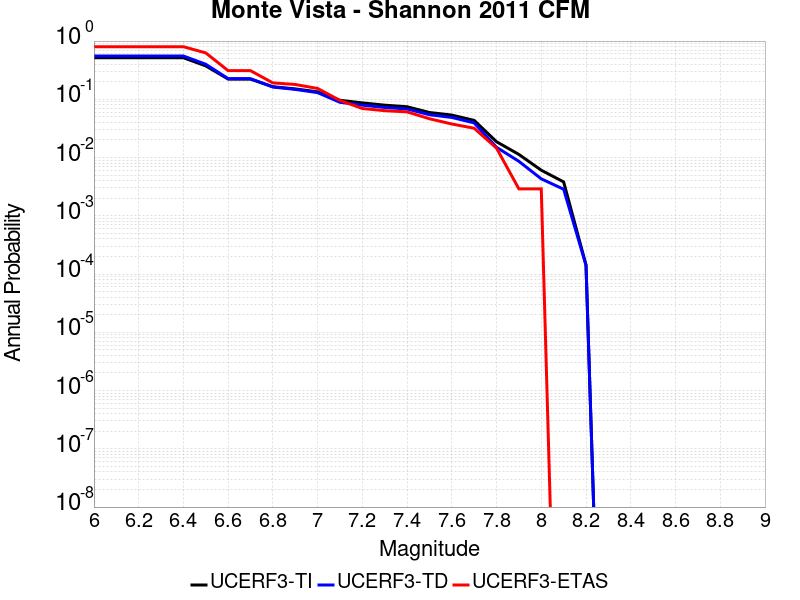 Monte Vista - Shannon 2011 CFM
Annual Probability
10^0
10^-1
10^-2
10^-3
10^-4
10^-5
10^-6
10^-7
10^-8
6 6.2 6.4 6.6 6.8 7 7.2 7.4 7.6 7.8 8 8.2 8.4 8.6 8.8 9
Magnitude
UCERF3-TI UCERF3-TD UCERF3-ETAS